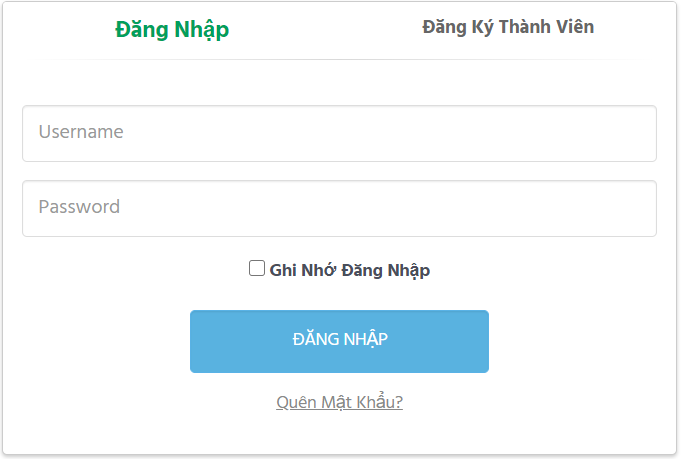 Đăng Nhập
Đăng Ký Thành Viên
Username
Password
Ghi Nhớ Đăng Nhập
ĐĂNG NHẬP
Quên Mật Khẩu?